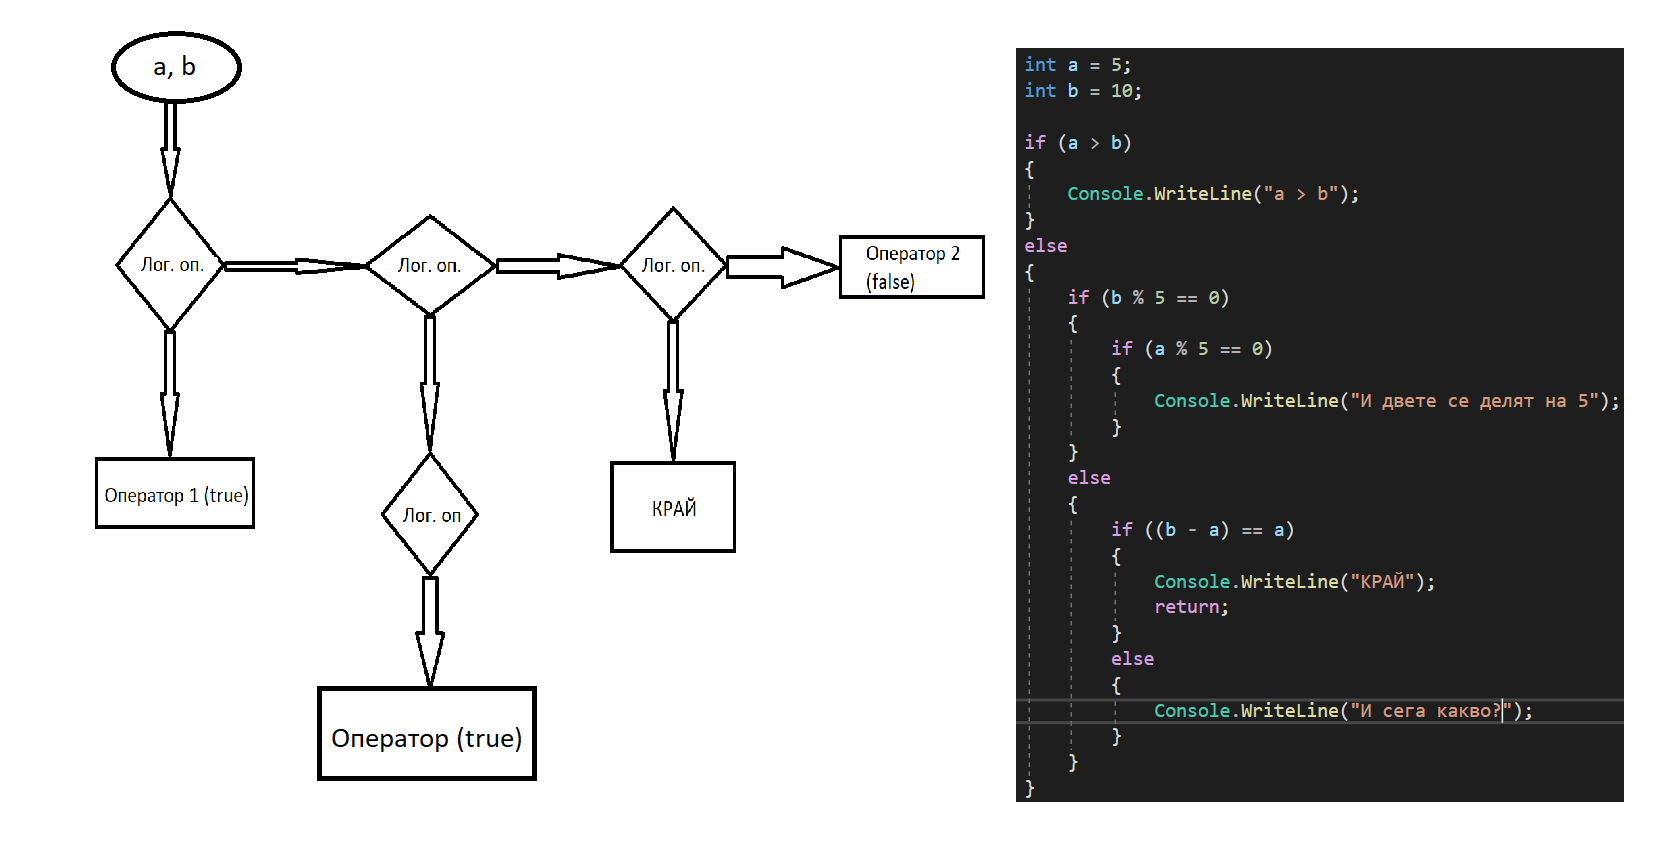 a, b
Лог. оп.
Лог. оп.
Лог. оп.
Оператор 2
(false)
Оператор 1 (true)
Лог. оп
КРАЙ
Оператор (true)
int a = 5;
int b = 10;
if (a > b)
{
Console.WriteLine("a > b");
}
else
{
if (b % 5 == 0)
{
if (a % 5 == 0)
{
Console.WriteLine("И двете се делят на 5");
}
}
else
{
if ((b - a) == a)
{
Console.WriteLine("КРАЙ");
return;
}
else
{
Console.WriteLine("И сега какво?");
}
}
}